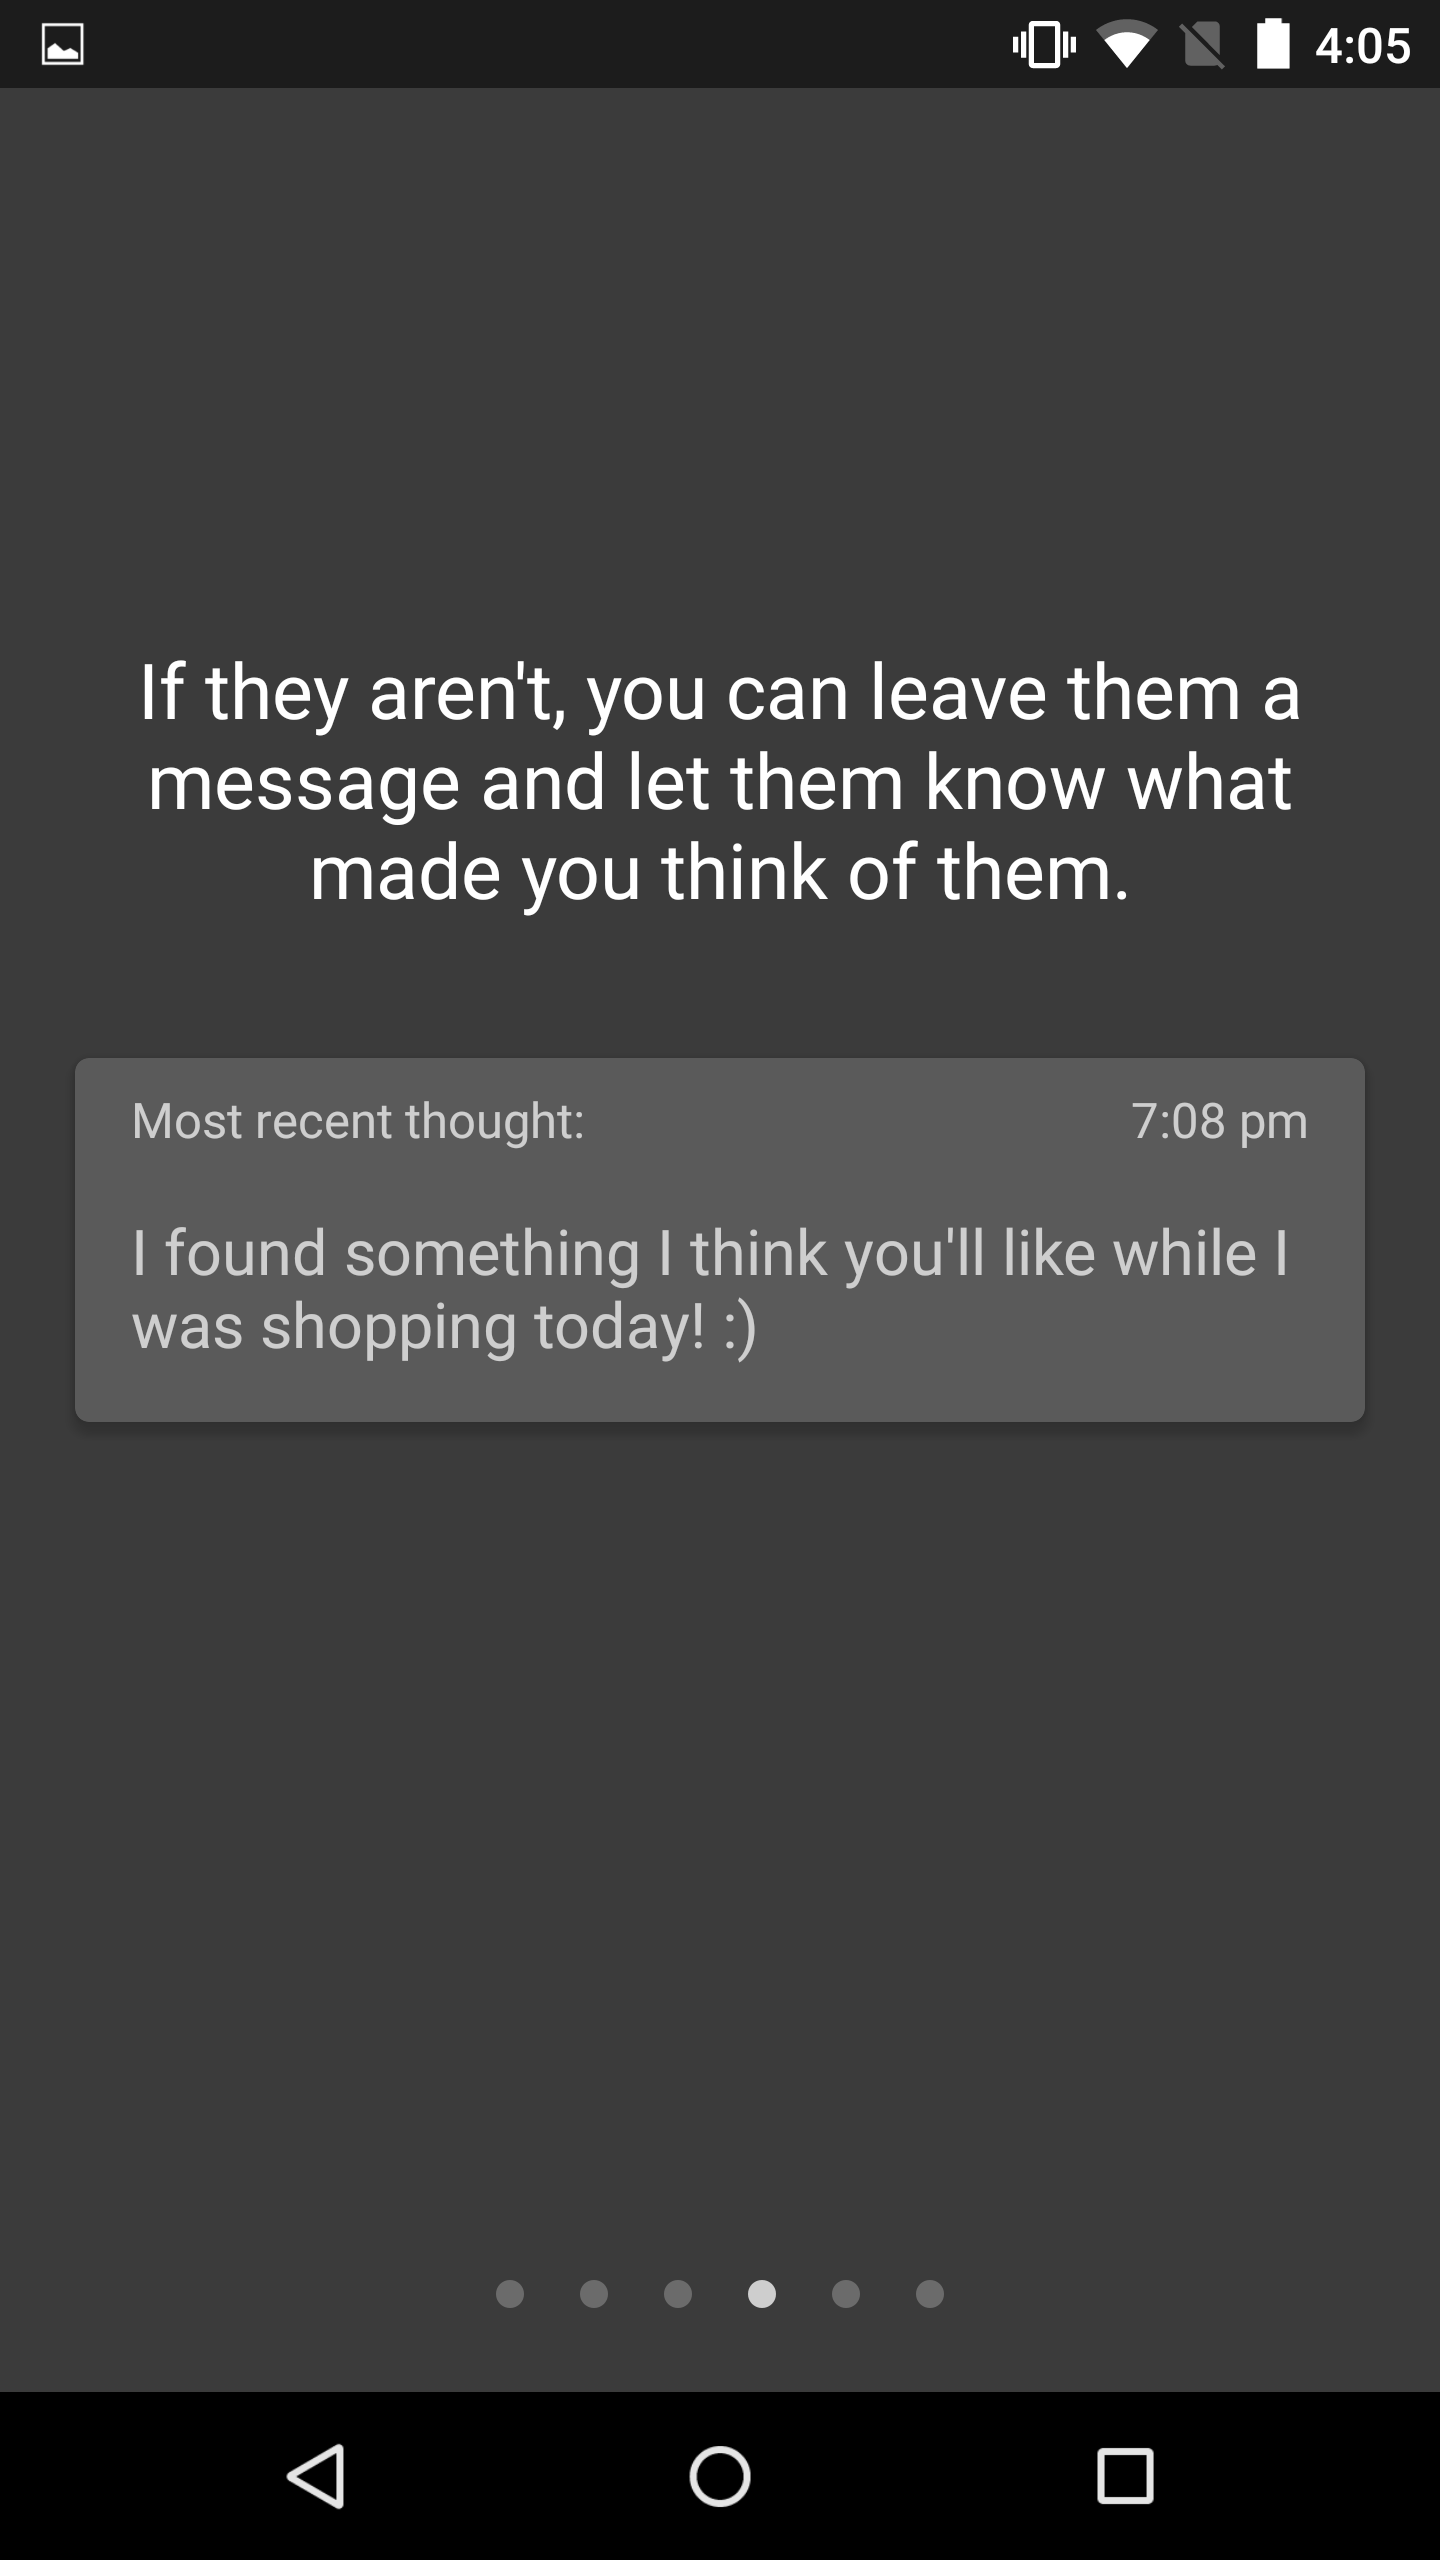 4:05
If they aren't, you can leave them a
message and let them know what
made you think of them.
Most recent thought: 7:08 pm
I found something I think you'll like while I
was shopping today! :)